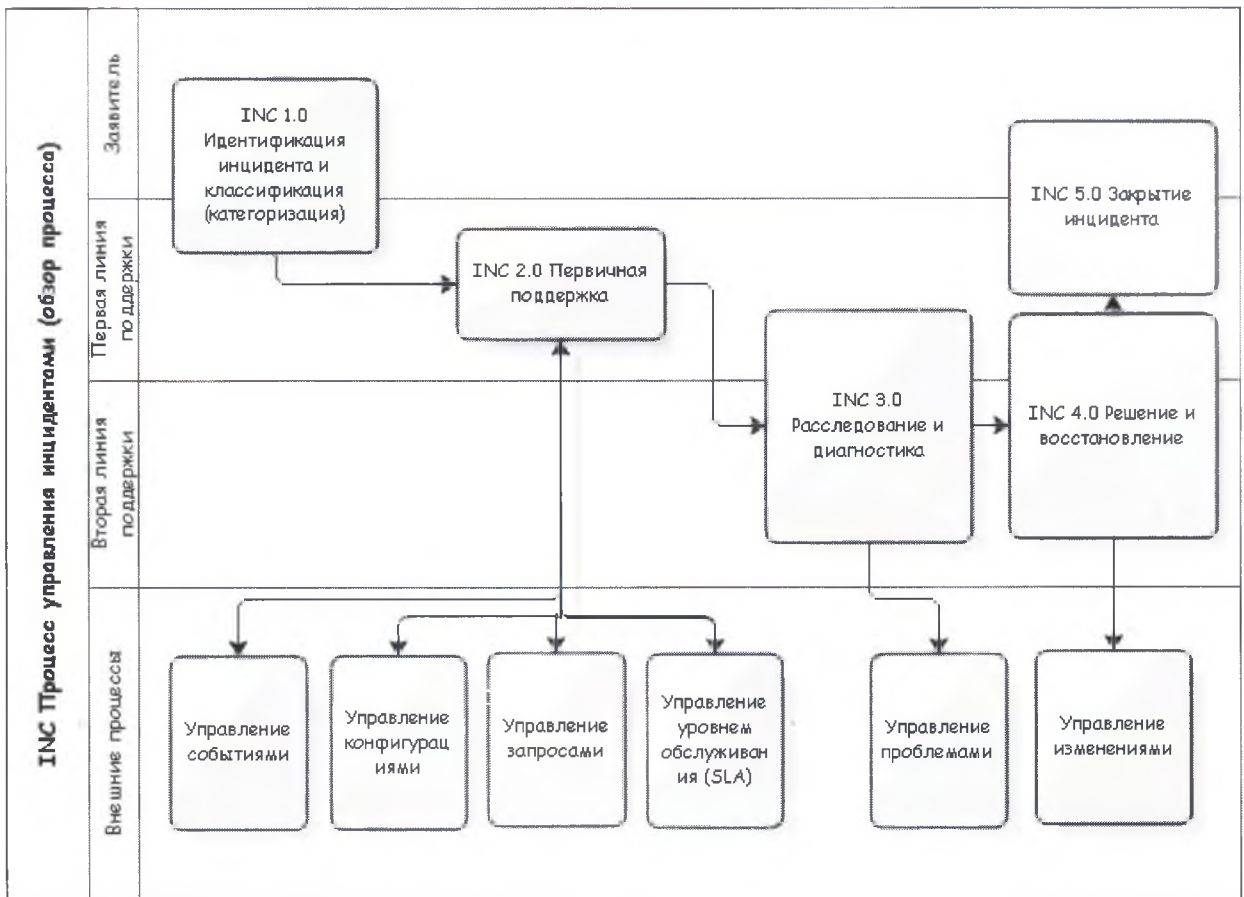 INC Процесс управления инцидентами (обзор процесса)
Заявитель
INC 1.0
Идентификация
инцидента и
классификация
(категоризация)
INC 5.0 Закрытие
инцидента
Первая линия
поддержки
INC 2.0 Первичная
поддержка
Вторая линия
поддержки
INC 3.0
Расследование и
диагностика
INC 4.0 Решение и
восстановление
Внешние процессы
Управление
событиями
Управление
конфигурац
иями
Управление
запросами
Управление
уровнем
обслуживан
ия (SLA)
Управление
проблемами
Управление
изменениями